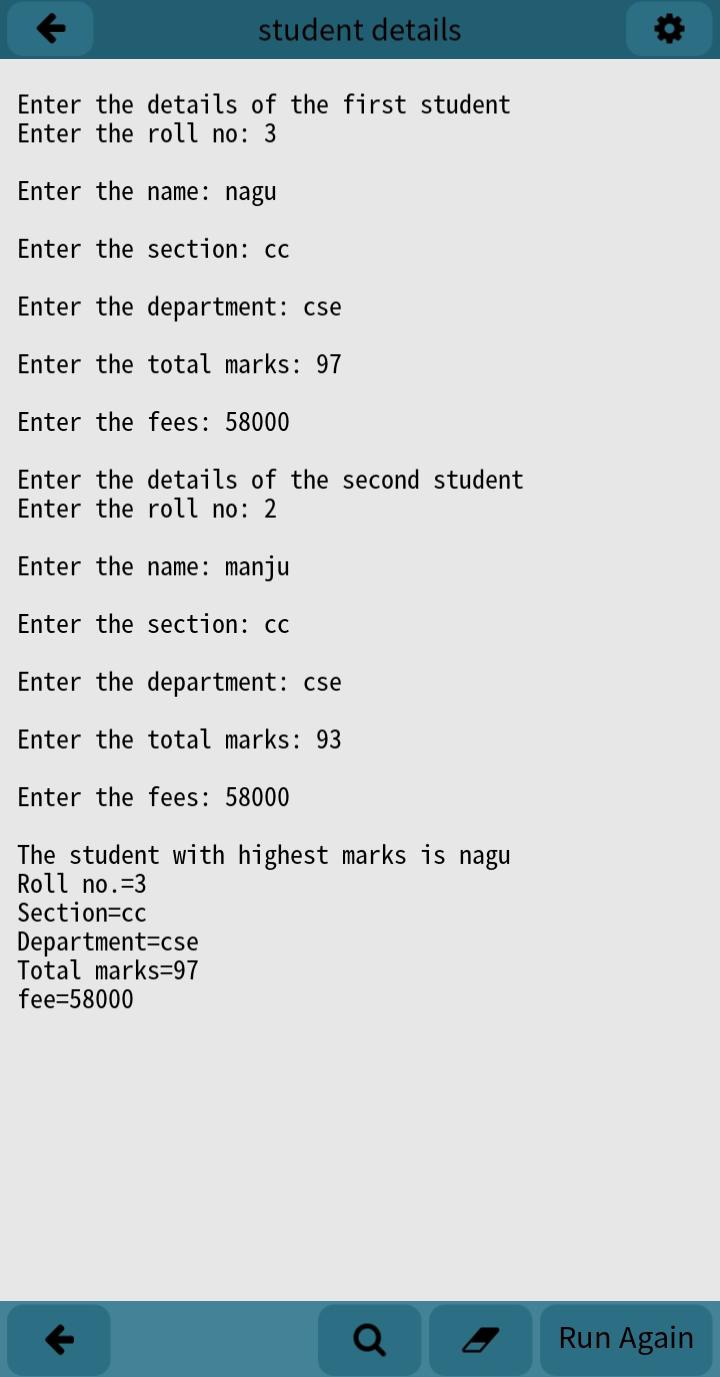 student details
Enter the details of the first student
Enter the roll no: 3
Enter the name: nagu
Enter the section: cc
Enter the department: cse
Enter the total marks: 97
Enter the fees: 58000
Enter the details of the second student
Enter the roll no: 2
Enter the name: manju
Enter the section: cc
Enter the department: cse
Enter the total marks: 93
Enter the fees: 58000
The student with highest marks is nagu
Roll no.=3
Section=cc
Department=cse
Total marks=97
fee=58000
Run Again